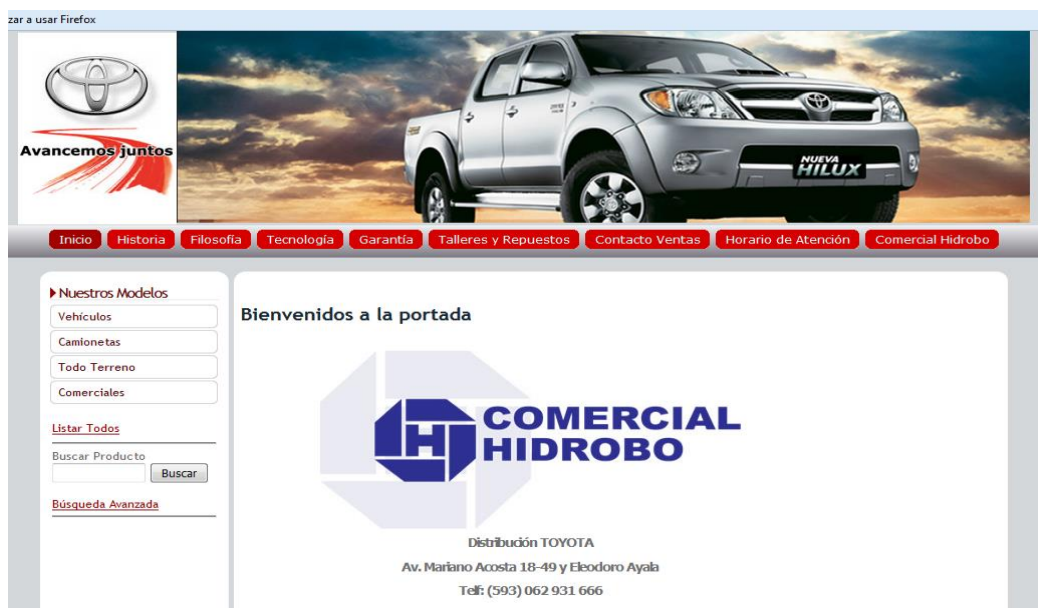 zar a usar Firefox
Avancemos juntos
NUEVA
HILUX
Inicio Historia Filosofía Tecnología Garantía Talleres y Repuestos Contacto Ventas Horario de Atención Comercial Hidrobo
Nuestros Modelos
Vehículos
Camionetas
Todo Terreno
Comerciales
Listar Todos
Buscar Producto
Buscar
Búsqueda Avanzada
Bienvenidos a la portada
H
COMERCIAL
HIDROBO
Distribución TOYOTA
Av. Mariano Acosta 18-49 y Eleodoro Ayala
Telf: (593) 062 931 666